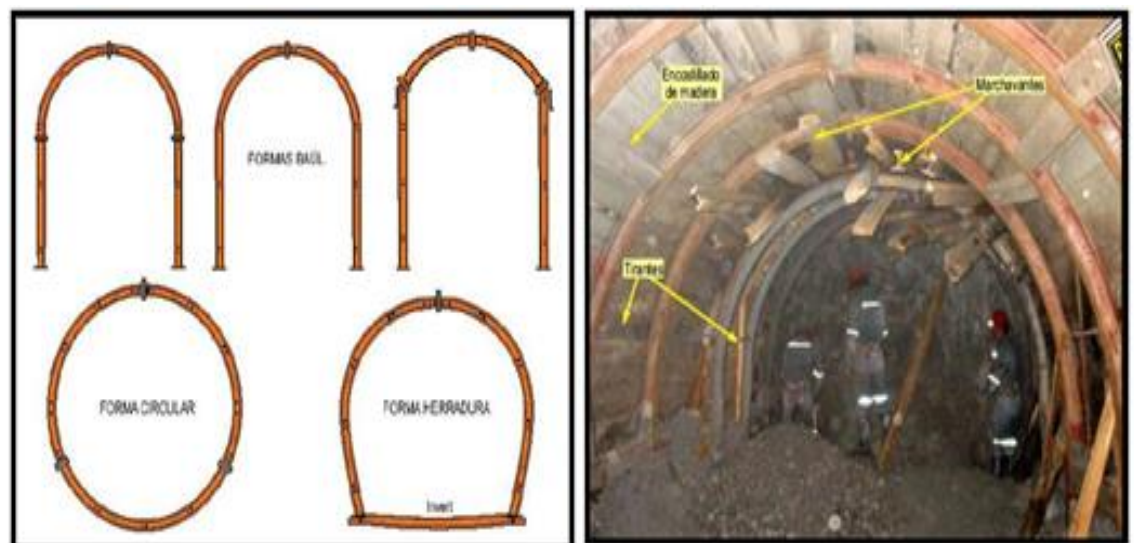 FORMAS BAÚL
FORMA CIRCULAR
FORMA HERRADURA
Invert
Encostillado
de madera
Marchavantes
Tirantes